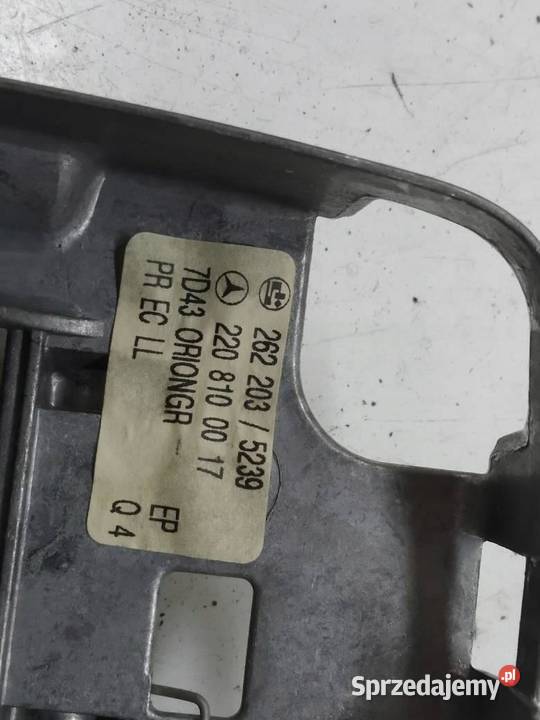 262 203 / 5239
220 810 00 17
7D43 ORIONGR EP
PR EC LL Q 4
Sprzedajemy.pl